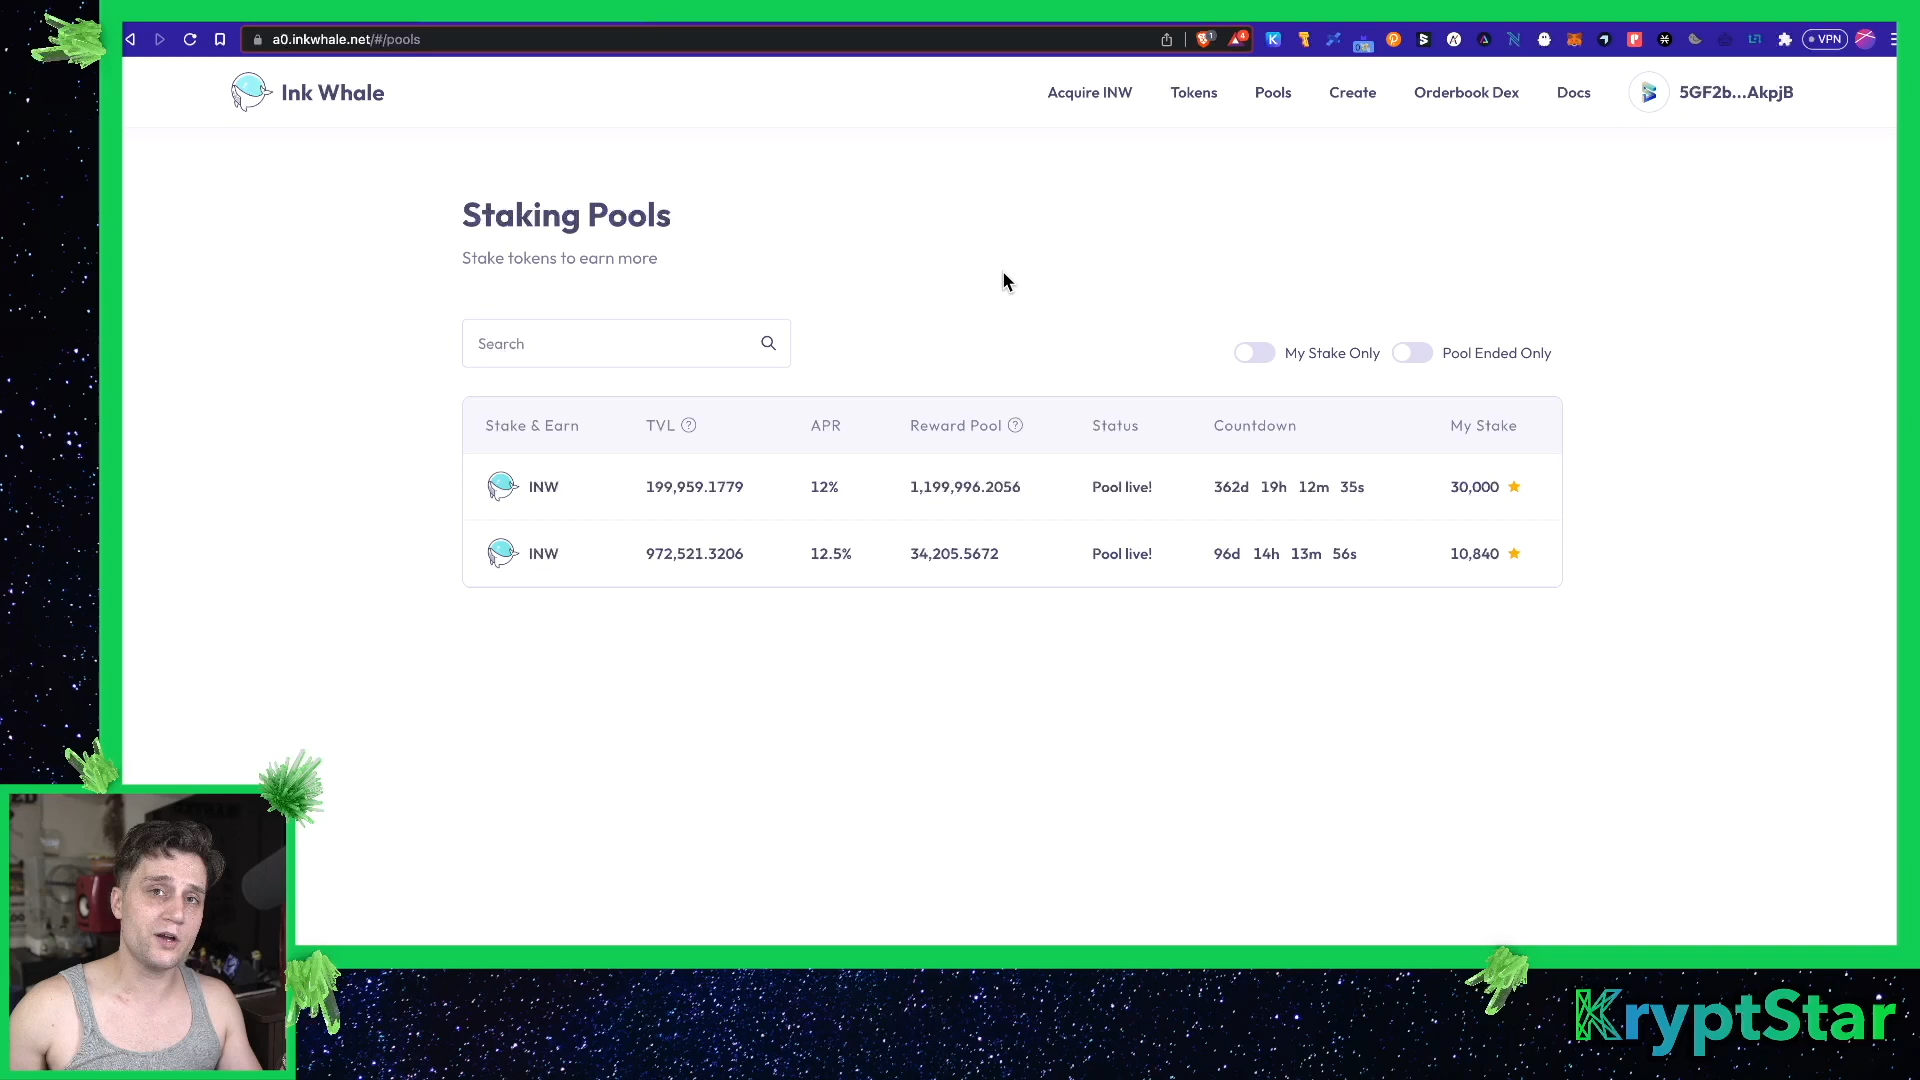 a0.inkwhale.net/#/pools
1
4
VPN
Ink Whale
Acquire INW
Tokens
Pools
Create
Orderbook Dex
Docs
5GF2b...AkpjB
Staking Pools
Stake tokens to earn more
Search
My Stake Only
Pool Ended Only
Stake & Earn TVL ? APR Reward Pool ? Status Countdown My Stake
INW 199,959.1779 12% 1,199,996.2056 Pool live! 362d 19h 12m 35s 30,000
INW 972,521.3206 12.5% 34,205.5672 Pool live! 96d 14h 13m 56s 10,840
KryptStar